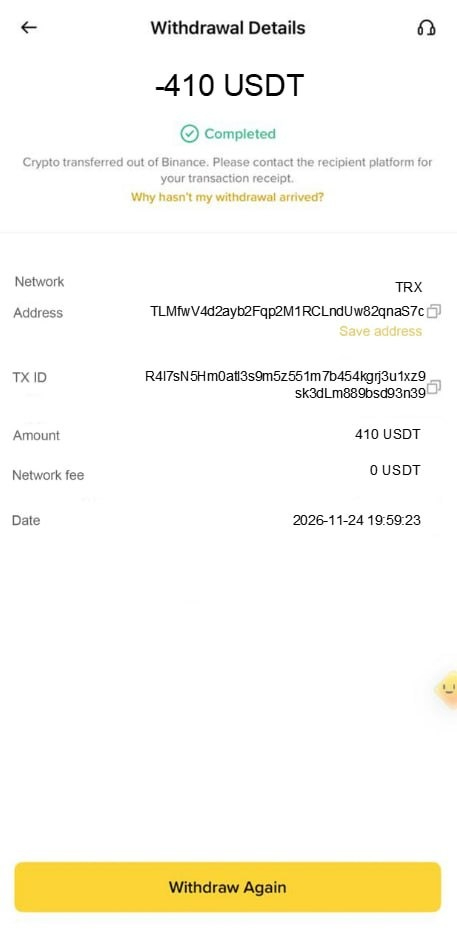 Withdrawal Details
-410 USDT
Completed
Crypto transferred out of Binance. Please contact the recipient platform for
your transaction receipt.
Why hasn't my withdrawal arrived?
Network
TRX
Address
TLMfwV4d2ayb2Fqp2M1RCLndUw82qnaS7c
Save address
TX ID
R4l7sN5Hm0atl3s9m5z551m7b454kgrj3u1xz9
sk3dLm889bsd93n39
Amount
410 USDT
Network fee
0 USDT
Date
2026-11-24 19:59:23
Withdraw Again